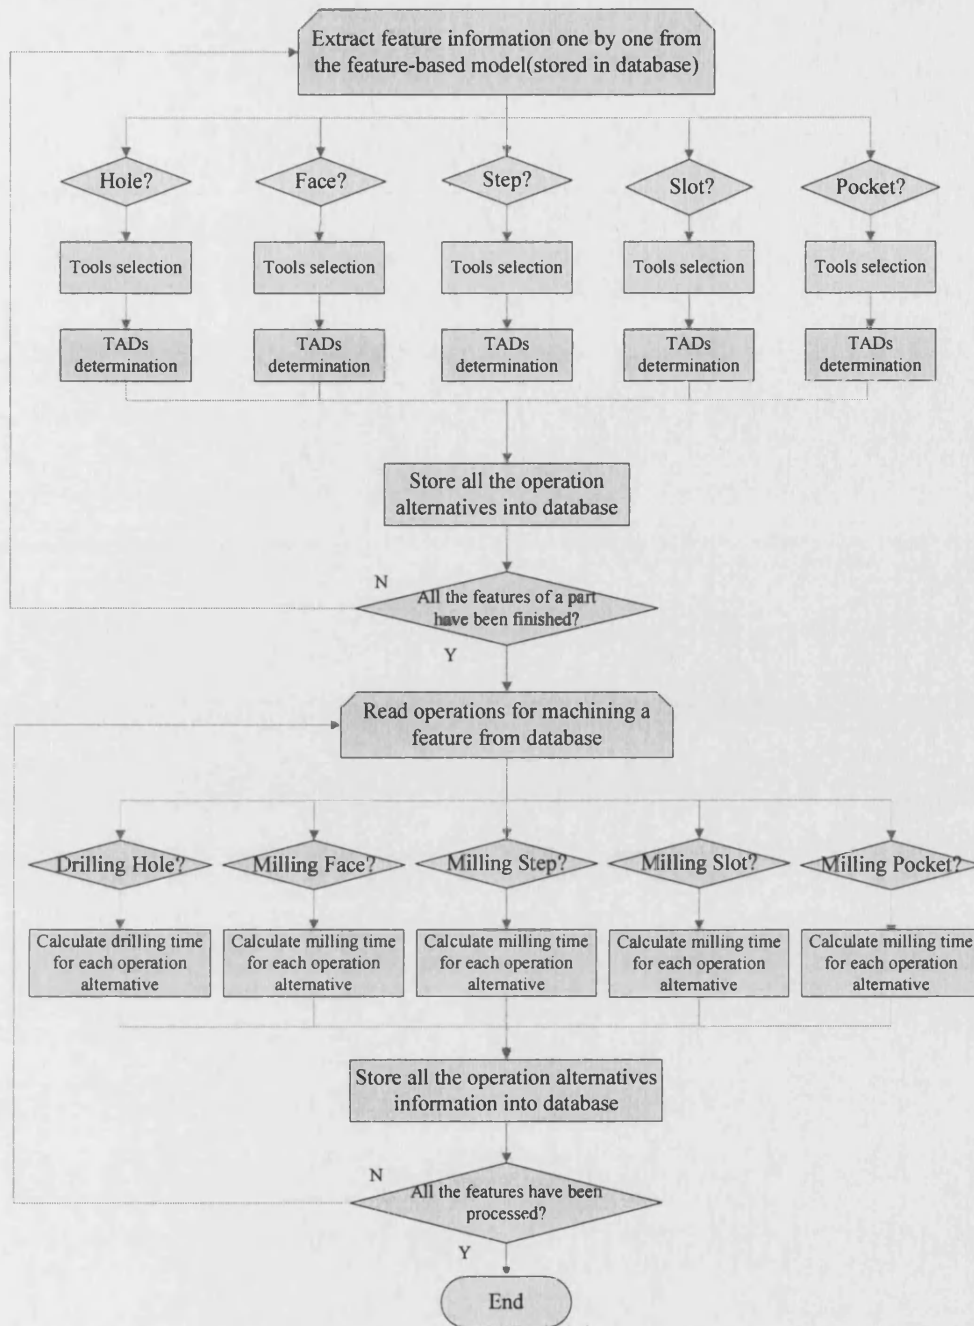 Extract feature information one by one from
the feature-based model(stored in database)
Hole?
Face?
Step?
Slot?
Pocket?
Tools selection
Tools selection
Tools selection
Tools selection
Tools selection
TADs
determination
TADs
determination
TADs
determination
TADs
determination
TADs
determination
Store all the operation
alternatives into database
N
All the features of a part
have been finished?
Y
Read operations for machining a
feature from database
Drilling Hole?
Milling Face?
Milling Step?
Milling Slot?
Milling Pocket?
Calculate drilling time
for each operation
alternative
Calculate milling time
for each operation
alternative
Calculate milling time
for each operation
alternative
Calculate milling time
for each operation
alternative
Calculate milling time
for each operation
alternative
Store all the operation alternatives
information into database
N
All the features have been
processed?
Y
End